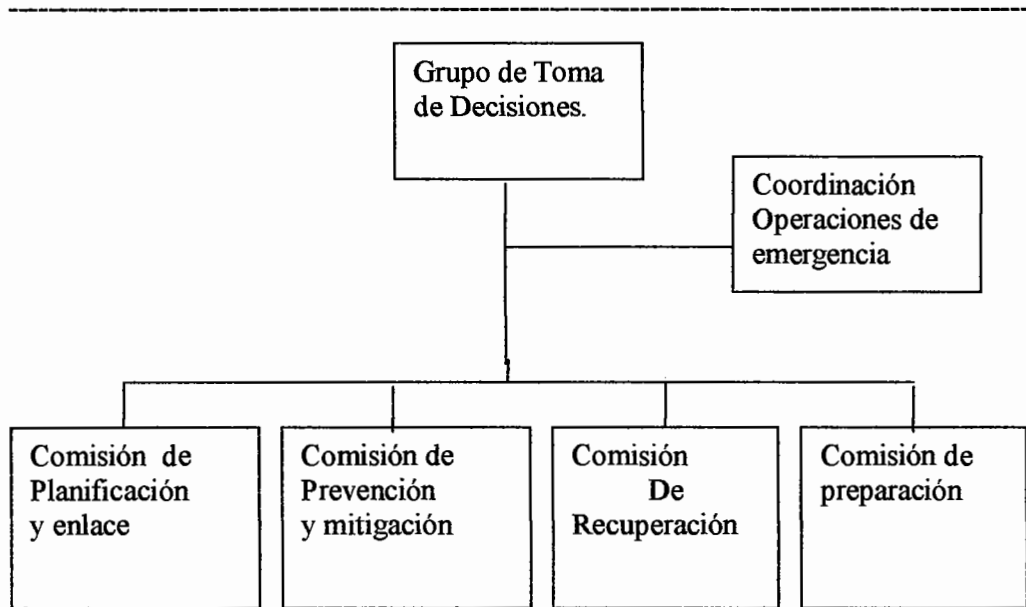 Grupo de Toma
de Decisiones.
Coordinación
Operaciones de
emergencia
Comisión de
Planificación
y enlace
Comisión de
Prevención
y mitigación
Comisión
De
Recuperación
Comisión de
preparación